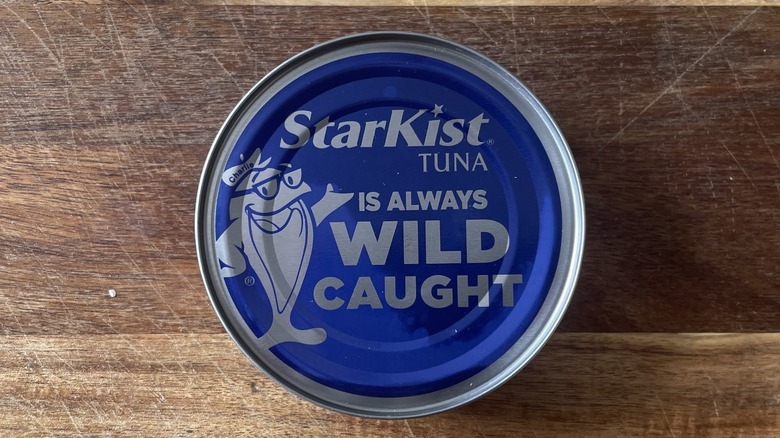 StarKist®
TUNA
Charlie
IS ALWAYS
WILD
CAUGHT
®